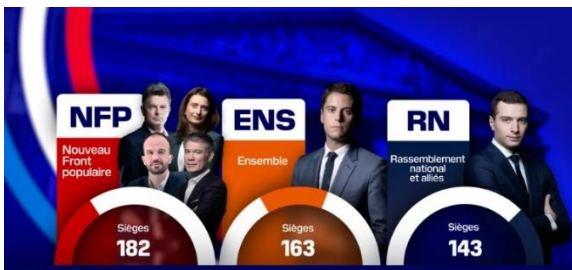 NFP
Nouveau
Front
populaire
Sièges
182
ENS
Ensemble
Sièges
163
RN
Rassemblement
national
et alliés
Sièges
143